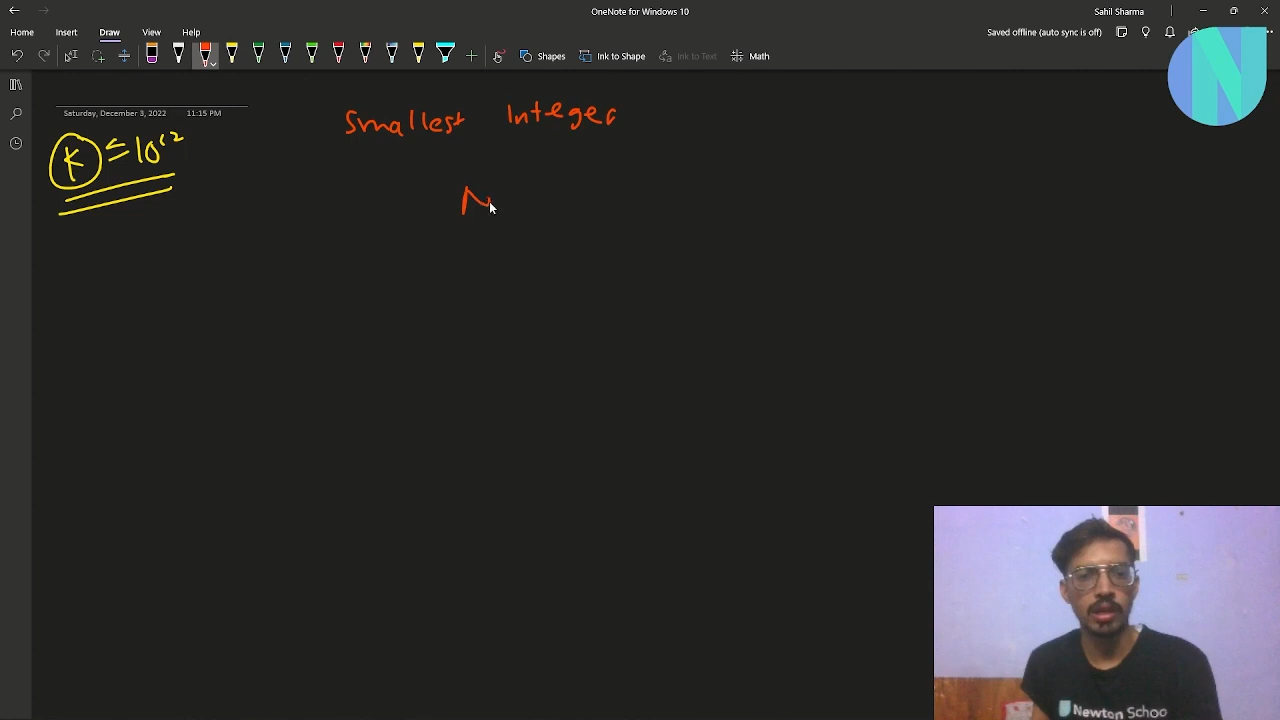 OneNote for Windows 10
Sahil Sharma
Home Insert Draw View Help
Saved offline (auto sync is off)
Shapes Ink to Shape Ink to Text Math
Saturday, December 3, 2022 11:15 PM
Smallest Integer
K ≤ 10¹²
N
Newton Schoo